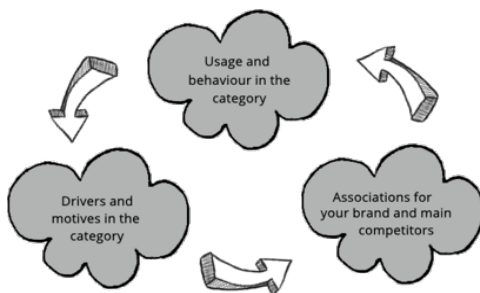 Usage and
behaviour in the
category
Drivers and
motives in the
category
Associations for
your brand and main
competitors